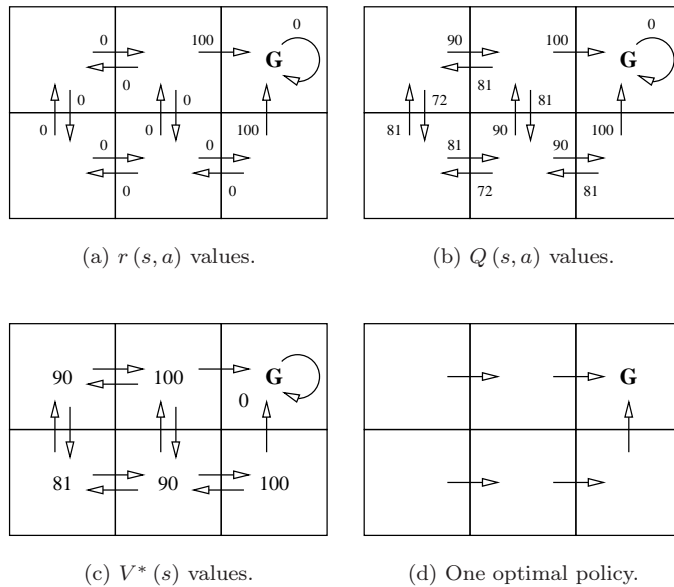 0
0 100 G
0
0 0 0 0 100
0 0
0 0
(a) r (s, a) values.
0
90 100 G
81
72 81
81 90 100
81 90
72 81
(b) Q (s, a) values.
90 100 G
0
81 90 100
(c) V* (s) values.
G
(d) One optimal policy.